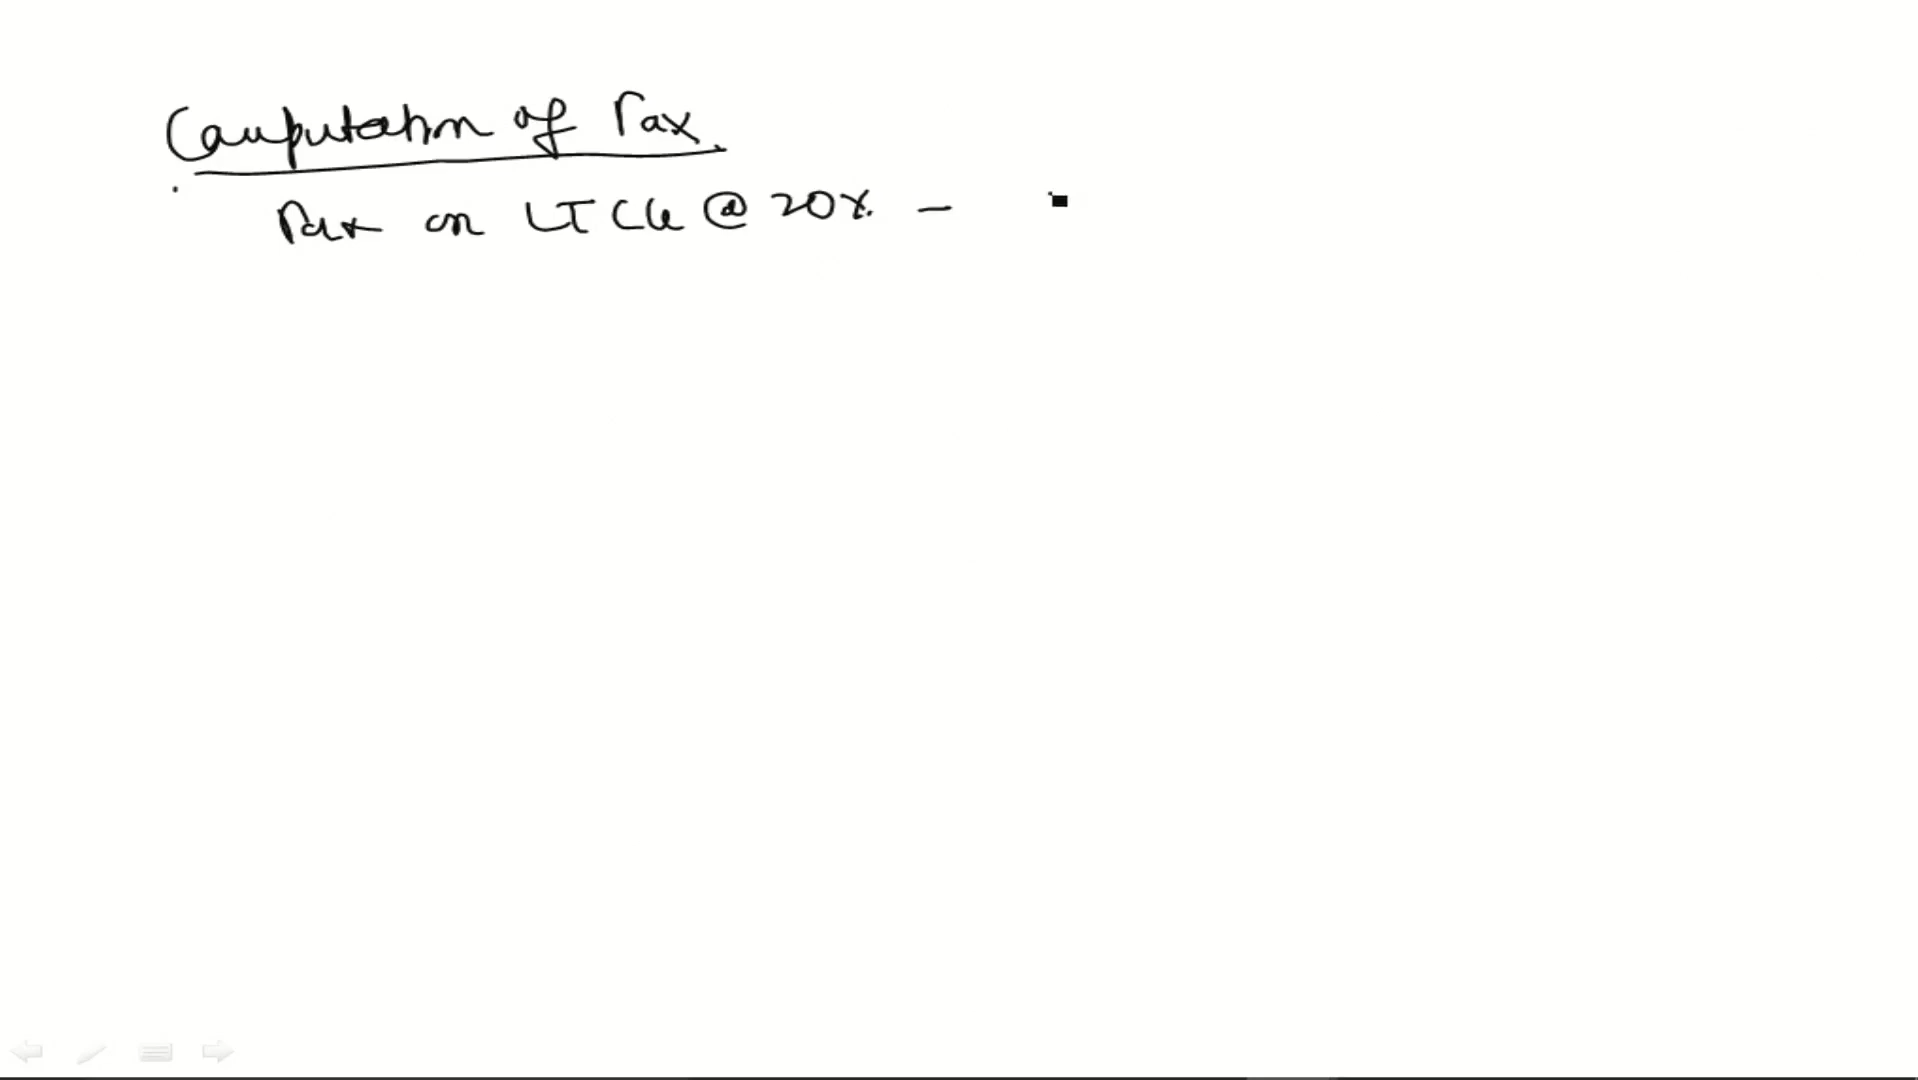 Computation of Tax
Tax on LTCG @ 20% -